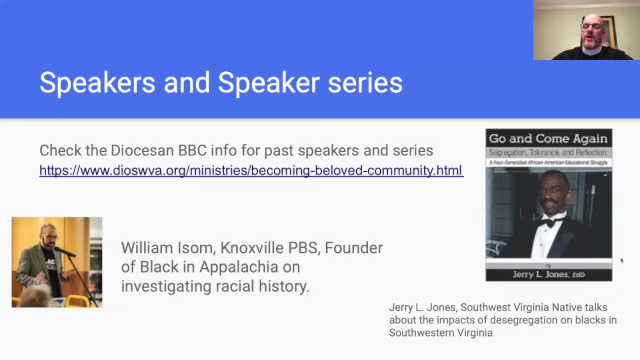 Speakers and Speaker series
Check the Diocesan BBC info for past speakers and series
https://www.dioswva.org/ministries/becoming-beloved-community.html
Go and Come Again
Segregation, Tolerance, and Reflection:
A Four-Generation African-American Educational Struggle
by
Jerry L. Jones, EdD
William Isom, Knoxville PBS, Founder
of Black in Appalachia on
investigating racial history.
Jerry L. Jones, Southwest Virginia Native talks
about the impacts of desegregation on blacks in
Southwestern Virginia